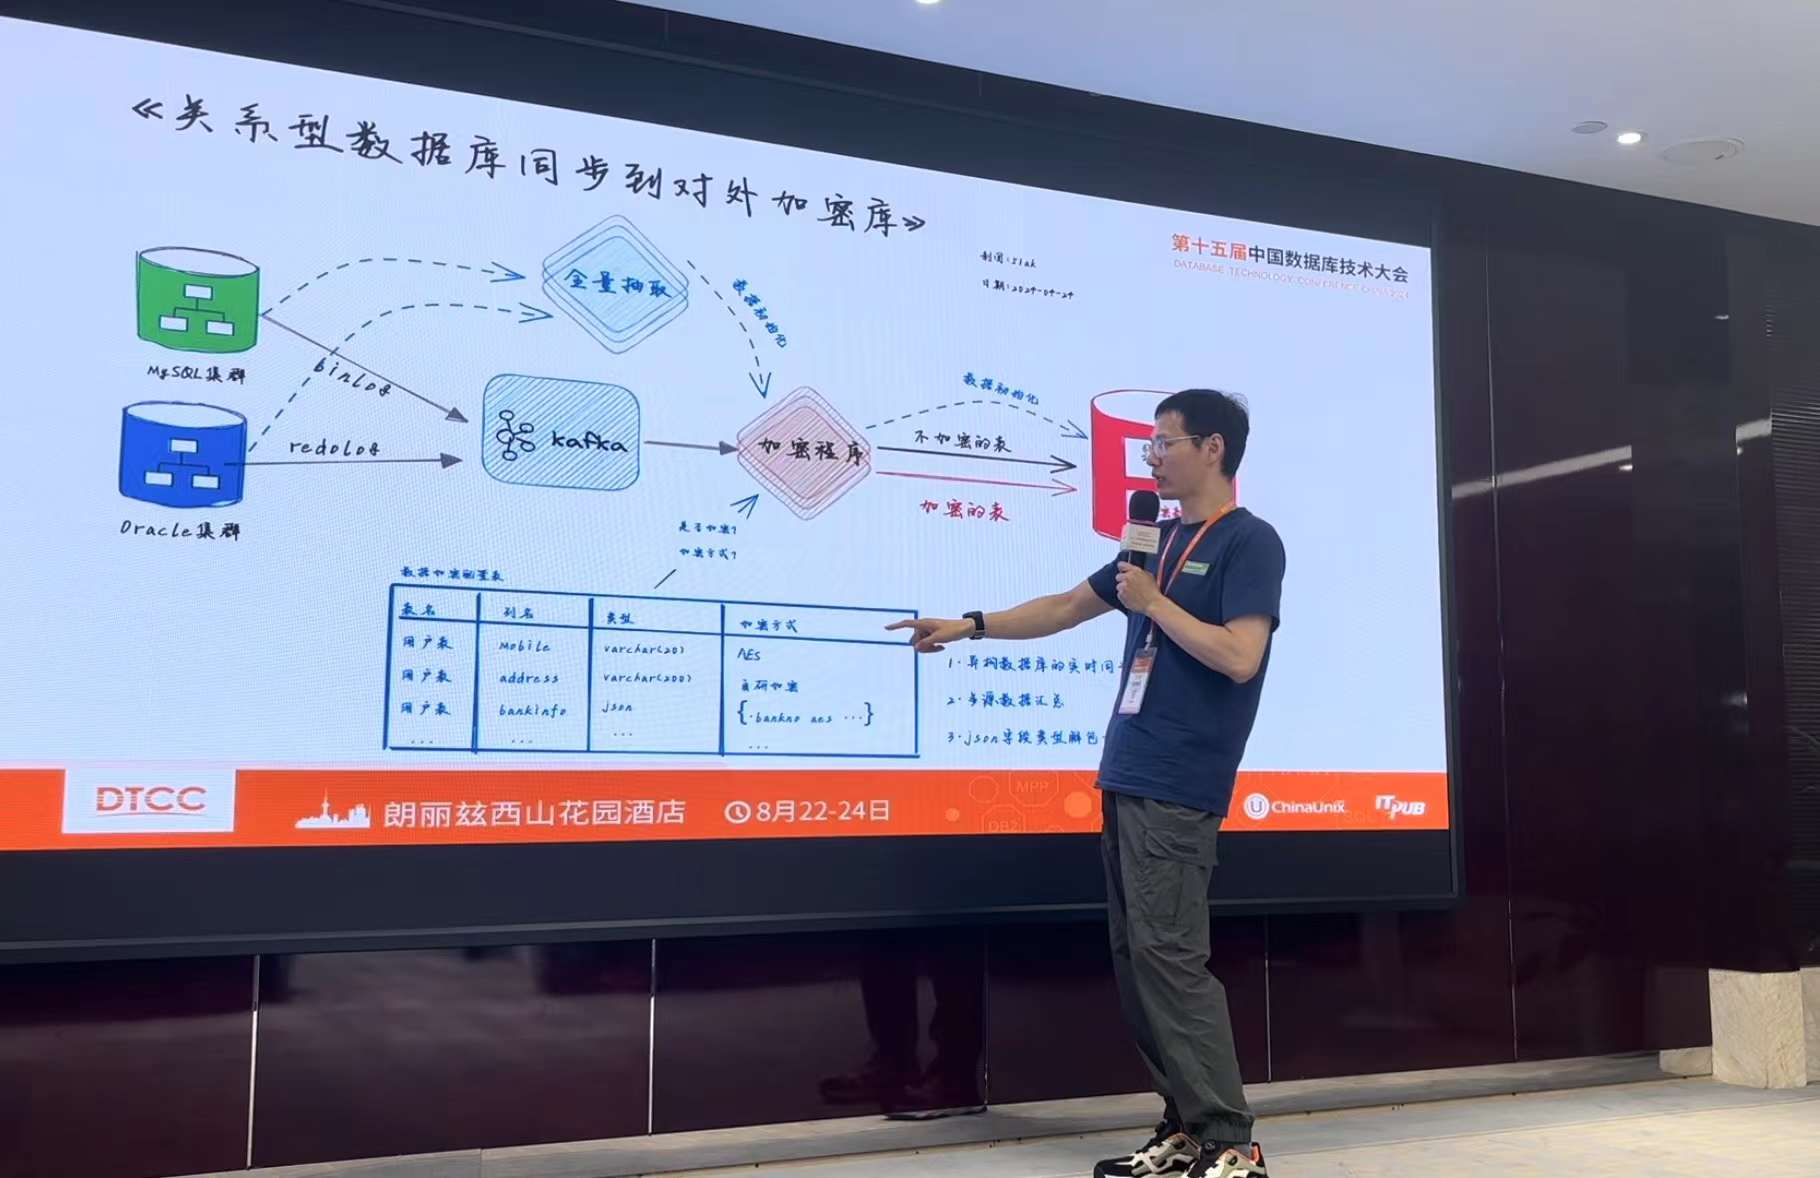 《关系型数据库同步到对外加密库》
第十五届中国数据库技术大会
DATABASE TECHNOLOGY CONFERENCE CHINA 2024
制图:slak
日期:2024-04-24
全量抽取
数据初始化
MySQL集群
binlog
kafka
加密程序
数据初始化
不加密的表
加密的表
redolog
Oracle集群
是否加密?
加密方式?
数据加密配置表
表名 列名 类型 加密方式
用户表 mobile varchar(20) AES
用户表 address varchar(200) 自研加密
用户表 bankinfo json {.bankno aes ...}
... ... ... ...
1.异构数据库的实时同
2.多源数据汇总
3.json字段类型解包
DTCC
朗丽兹西山花园酒店
8月22-24日
MPP
DB2
ChinaUnix
ITPUB